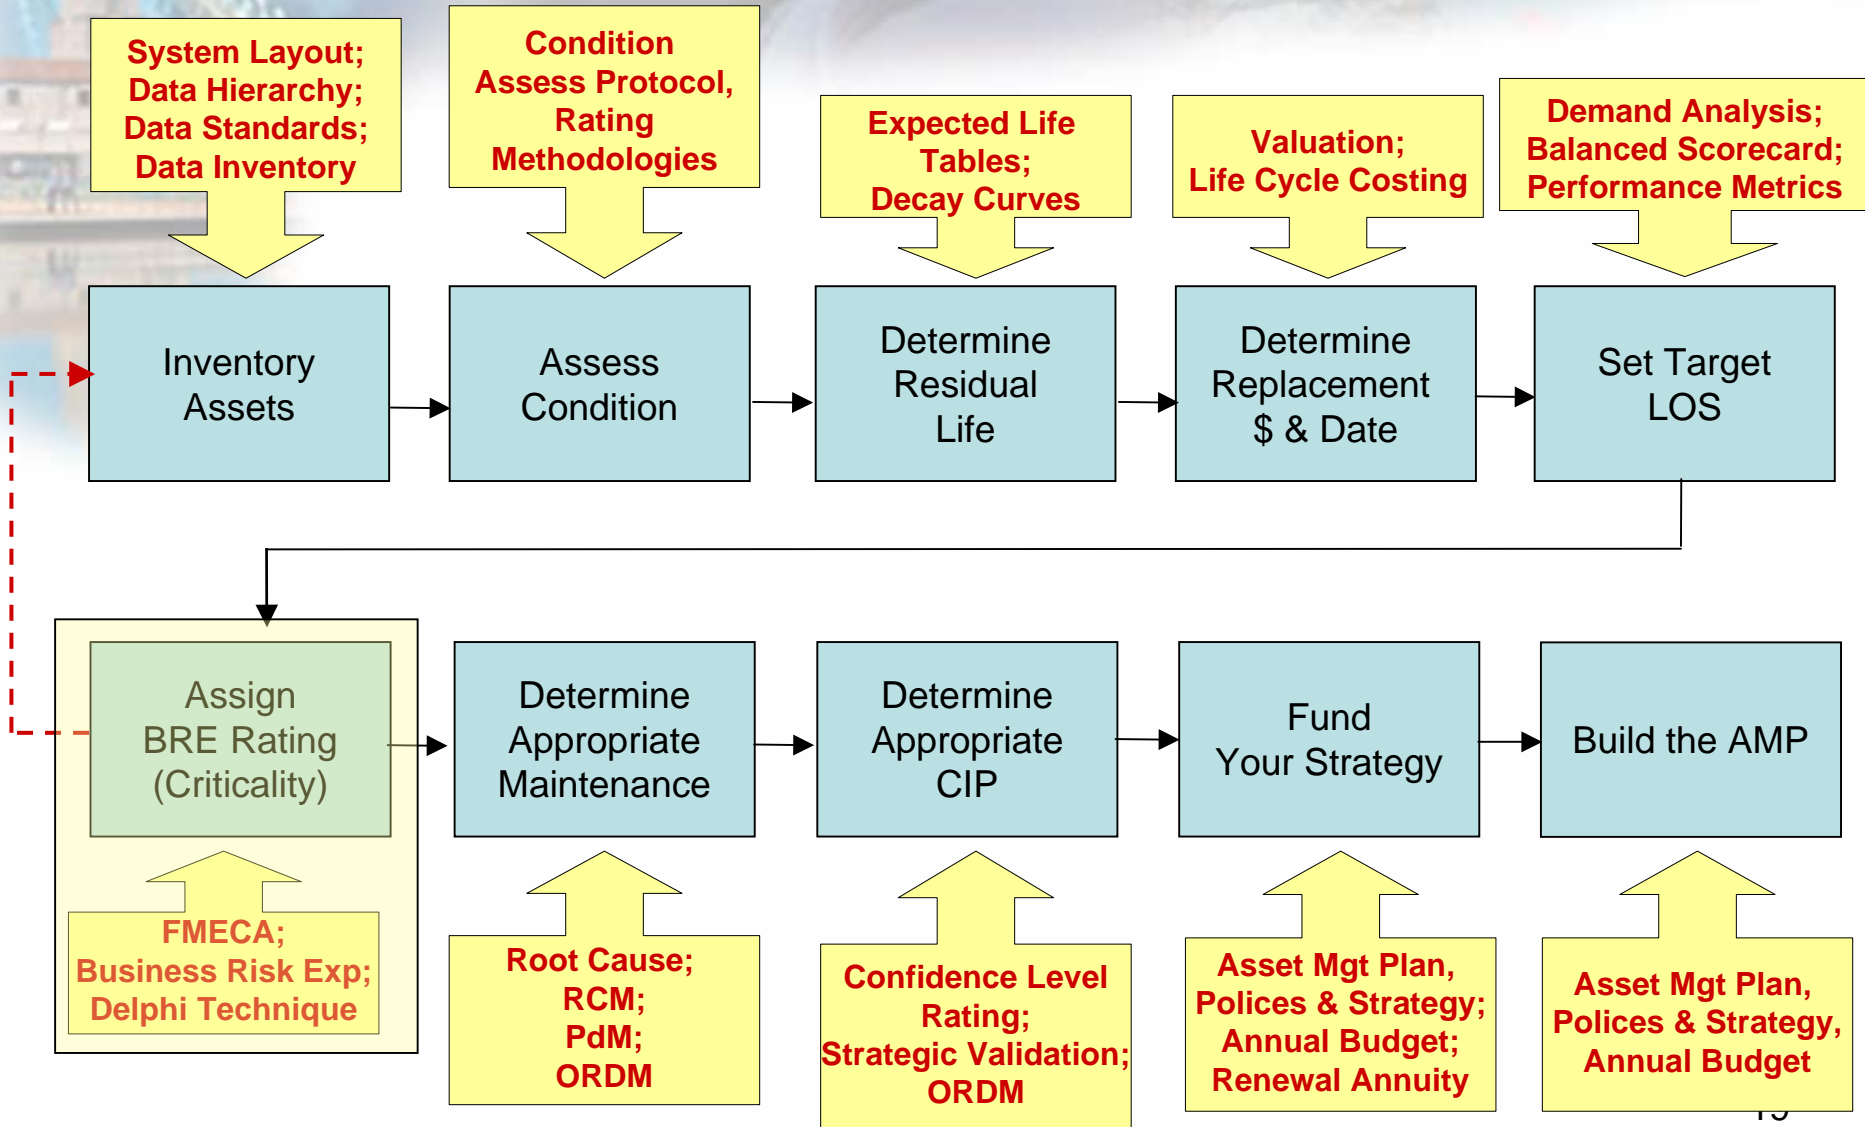 System Layout;
Data Hierarchy;
Data Standards;
Data Inventory
Condition
Assess Protocol,
Rating
Methodologies
Expected Life
Tables;
Decay Curves
Valuation;
Life Cycle Costing
Demand Analysis;
Balanced Scorecard;
Performance Metrics
Inventory
Assets
Assess
Condition
Determine
Residual
Life
Determine
Replacement
$ & Date
Set Target
LOS
Assign
BRE Rating
(Criticality)
Determine
Appropriate
Maintenance
Determine
Appropriate
CIP
Fund
Your Strategy
Build the AMP
FMECA;
Business Risk Exp;
Delphi Technique
Root Cause;
RCM;
PdM;
ORDM
Confidence Level
Rating;
Strategic Validation;
ORDM
Asset Mgt Plan,
Polices & Strategy;
Annual Budget;
Renewal Annuity
Asset Mgt Plan,
Polices & Strategy,
Annual Budget